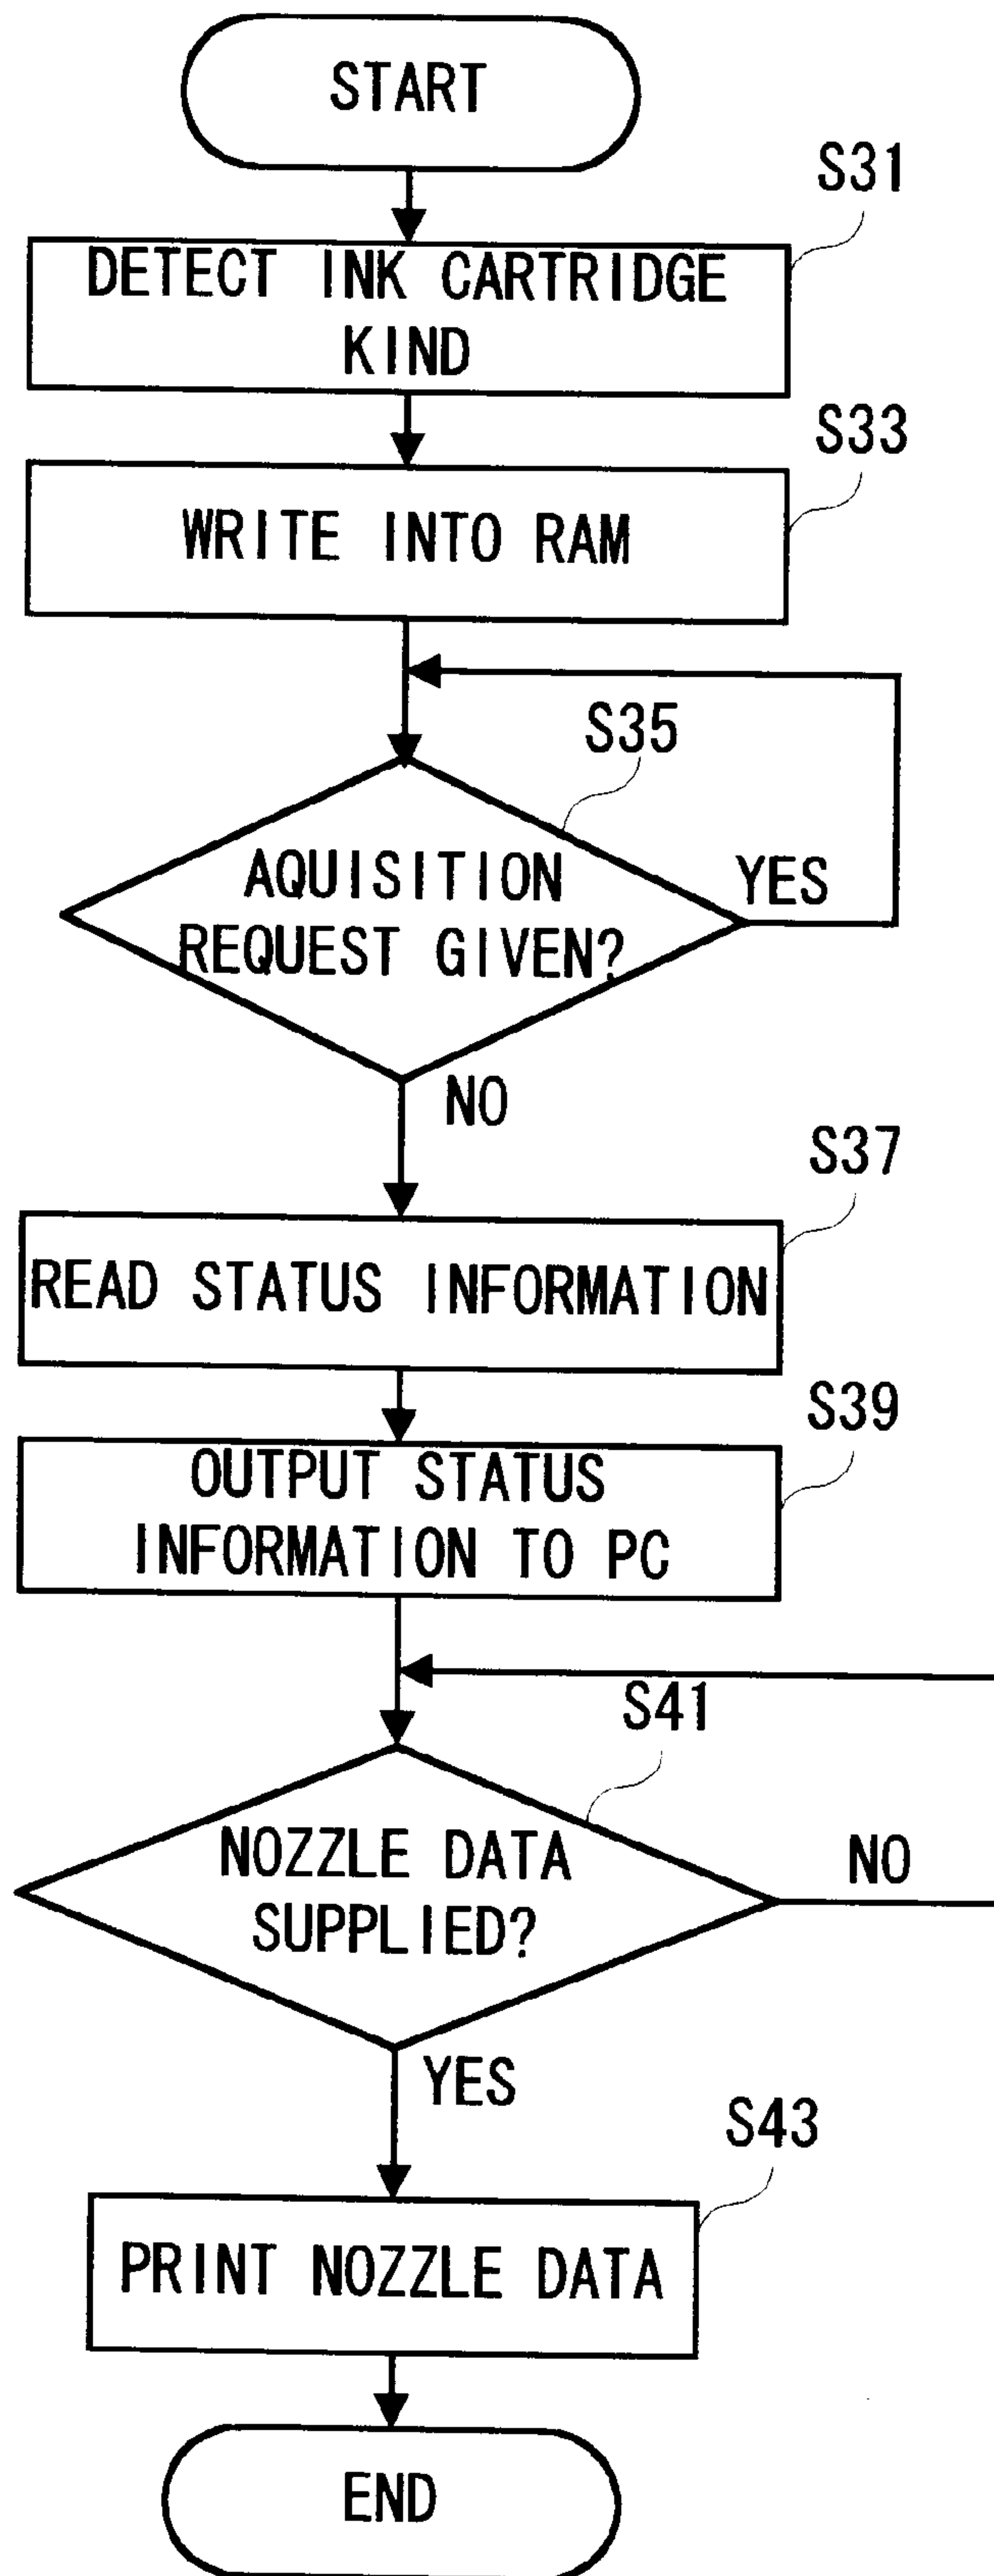 START
S31
DETECT INK CARTRIDGE
KIND
S33
WRITE INTO RAM
S35
AQUISITION
REQUEST GIVEN?
YES
NO
S37
READ STATUS INFORMATION
S39
OUTPUT STATUS
INFORMATION TO PC
S41
NOZZLE DATA
SUPPLIED?
NO
YES
S43
PRINT NOZZLE DATA
END